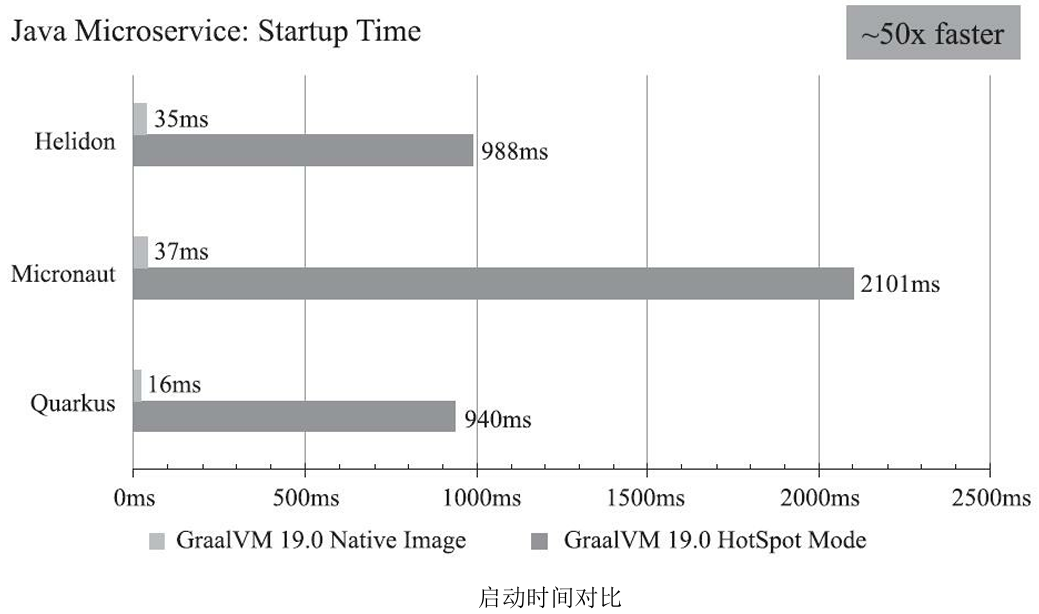 Java Microservice: Startup Time
~50x faster
Helidon
35ms
988ms
Micronaut
37ms
2101ms
Quarkus
16ms
940ms
0ms 500ms 1000ms 1500ms 2000ms 2500ms
GraalVM 19.0 Native Image GraalVM 19.0 HotSpot Mode
启动时间对比